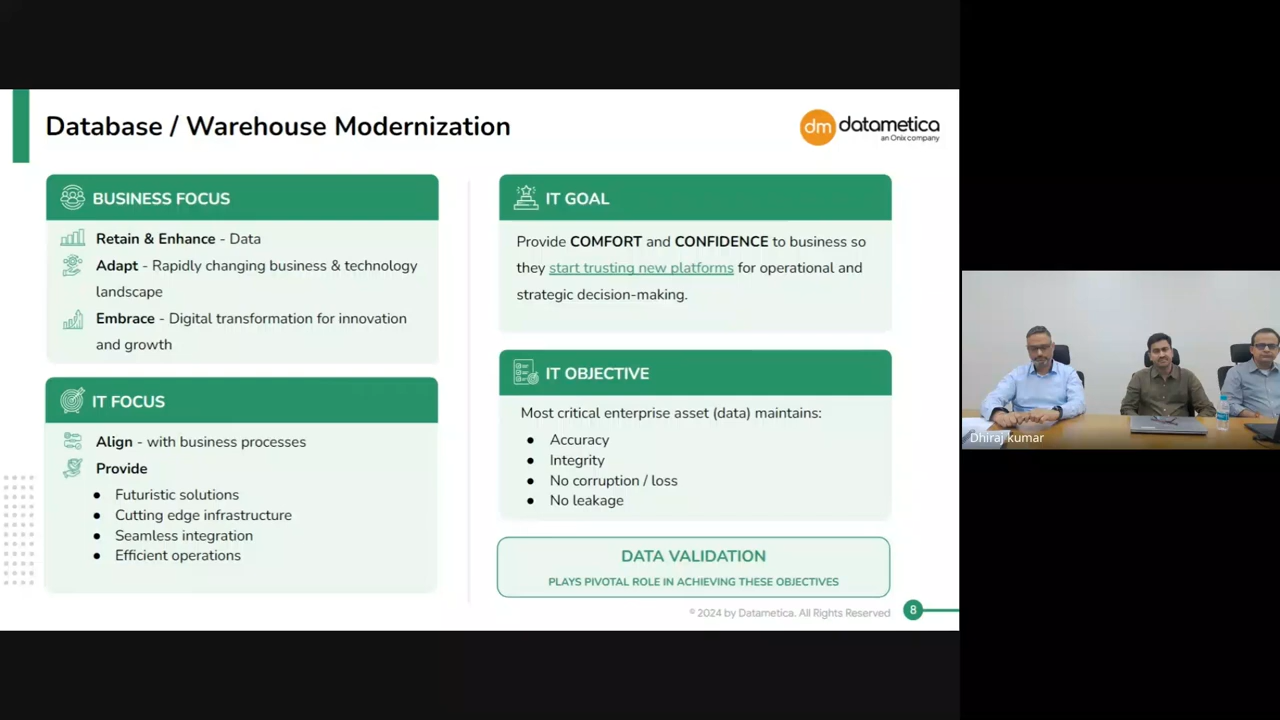 Database / Warehouse Modernization
dm datametica
an Onix company
BUSINESS FOCUS
Retain & Enhance - Data
Adapt - Rapidly changing business & technology
landscape
Embrace - Digital transformation for innovation
and growth
IT FOCUS
Align - with business processes
Provide
● Futuristic solutions
● Cutting edge infrastructure
● Seamless integration
● Efficient operations
IT GOAL
Provide COMFORT and CONFIDENCE to business so
they start trusting new platforms for operational and
strategic decision-making.
IT OBJECTIVE
Most critical enterprise asset (data) maintains:
● Accuracy
● Integrity
● No corruption / loss
● No leakage
DATA VALIDATION
PLAYS PIVOTAL ROLE IN ACHIEVING THESE OBJECTIVES
© 2024 by Datametica. All Rights Reserved
8
Dhiraj kumar